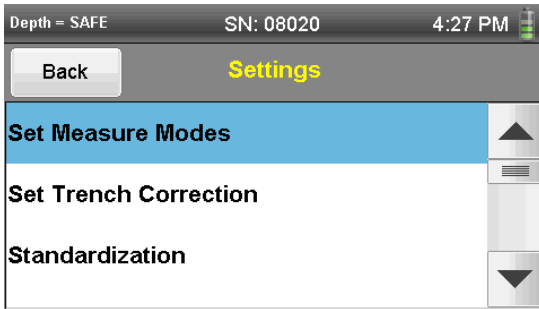 Depth = SAFE SN: 08020 4:27 PM
Back Settings
Set Measure Modes
Set Trench Correction
Standardization